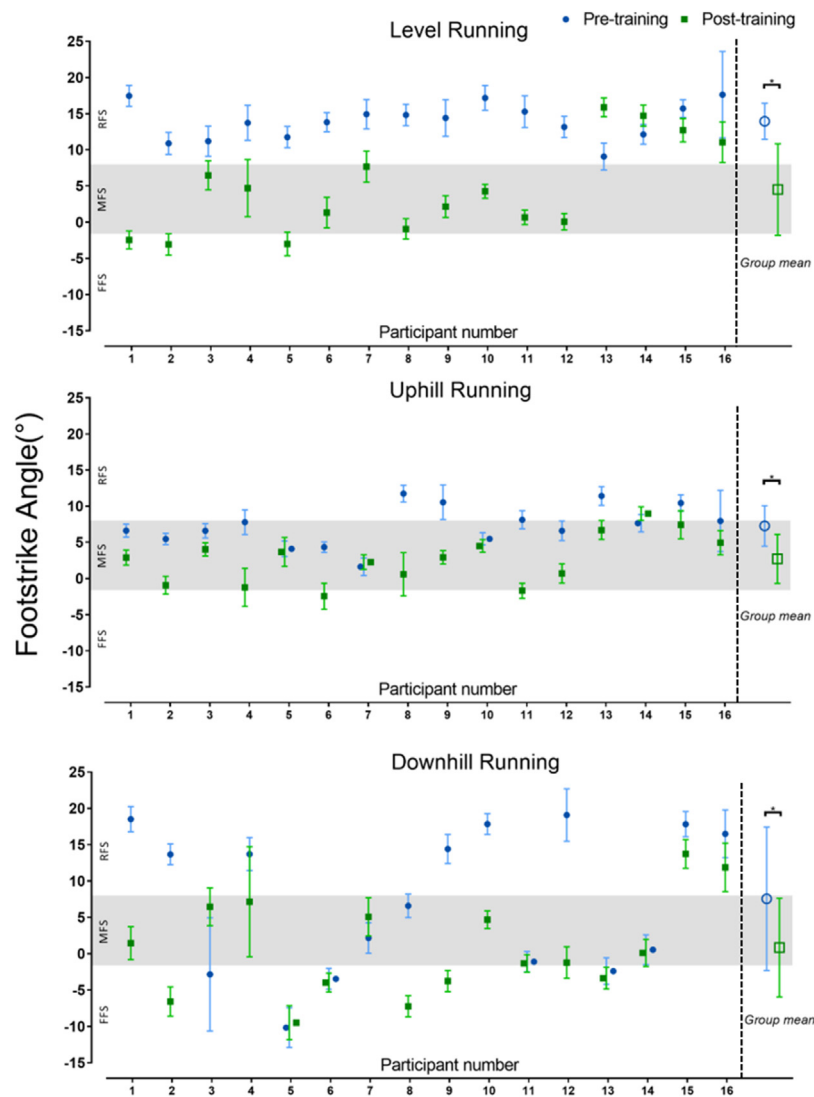 Pre-training Post-training
Level Running
25
20
15
10
5
0
-5
-10
-15
RFS
MFS
FFS
*
Group mean
Participant number
1 2 3 4 5 6 7 8 9 10 11 12 13 14 15 16
Footstrike Angle(°)
Uphill Running
25
20
15
10
5
0
-5
-10
-15
RFS
MFS
FFS
*
Group mean
Participant number
1 2 3 4 5 6 7 8 9 10 11 12 13 14 15 16
Downhill Running
25
20
15
10
5
0
-5
-10
-15
RFS
MFS
FFS
*
Group mean
Participant number
1 2 3 4 5 6 7 8 9 10 11 12 13 14 15 16